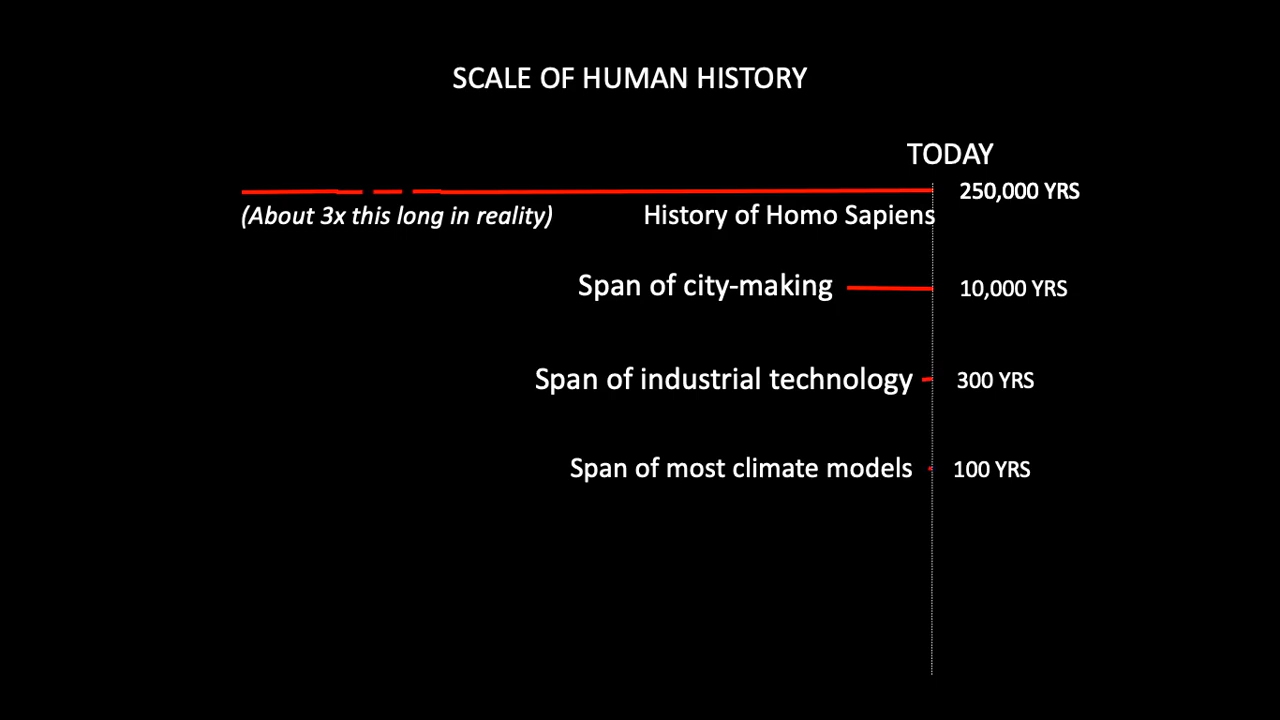 SCALE OF HUMAN HISTORY
TODAY
250,000 YRS
(About 3x this long in reality)
History of Homo Sapiens
Span of city-making
10,000 YRS
Span of industrial technology
300 YRS
Span of most climate models
100 YRS